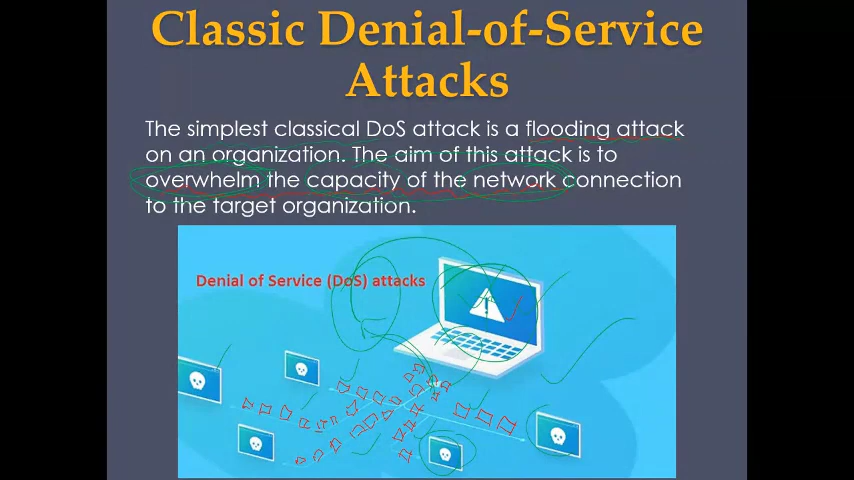 Classic Denial-of-Service
Attacks
The simplest classical DoS attack is a flooding attack
on an organization. The aim of this attack is to
overwhelm the capacity of the network connection
to the target organization.
Denial of Service (DoS) attacks